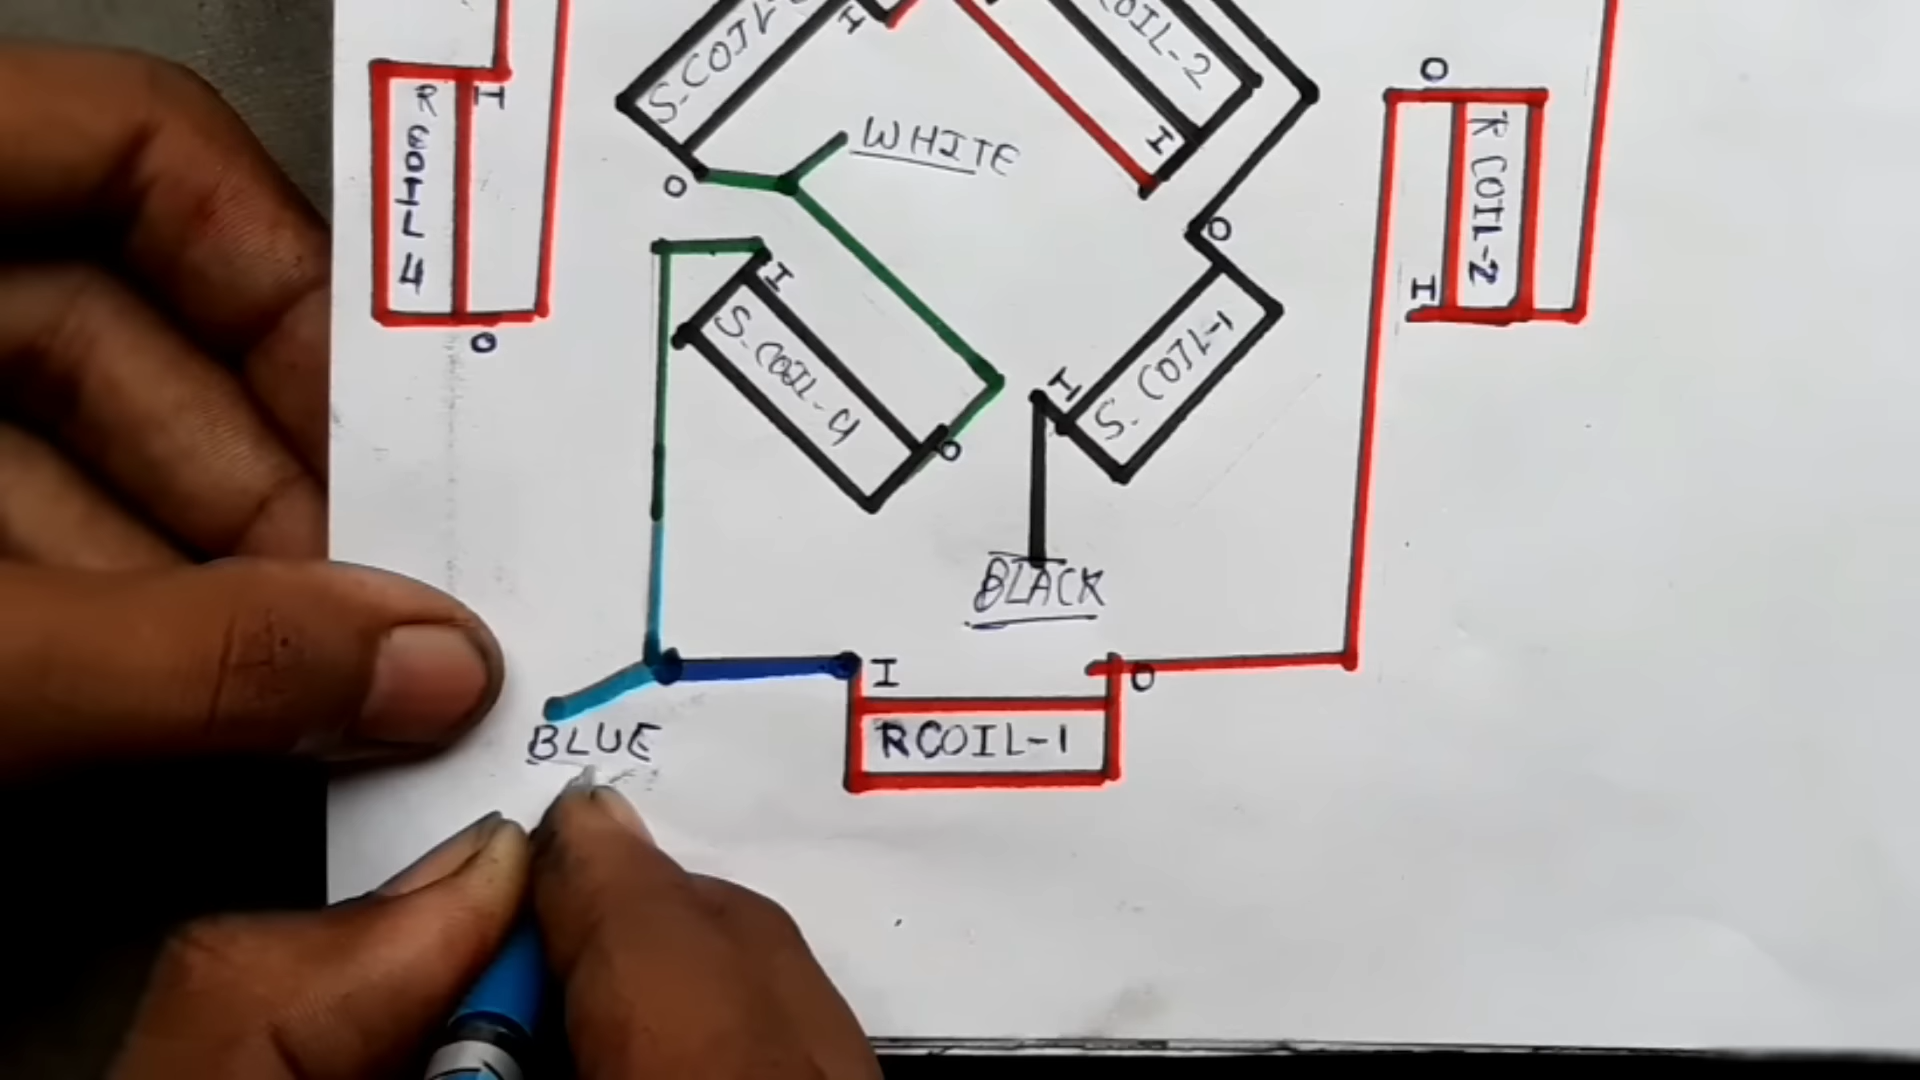 S-COIL-
I
COIL-2
I
O
R COIL 4
I
WHITE
R COIL-2
O
O
I
S-COIL-4
I
S. COIL-1
I
O
O
O
BLACK
I
O
BLUE
RCOIL-1